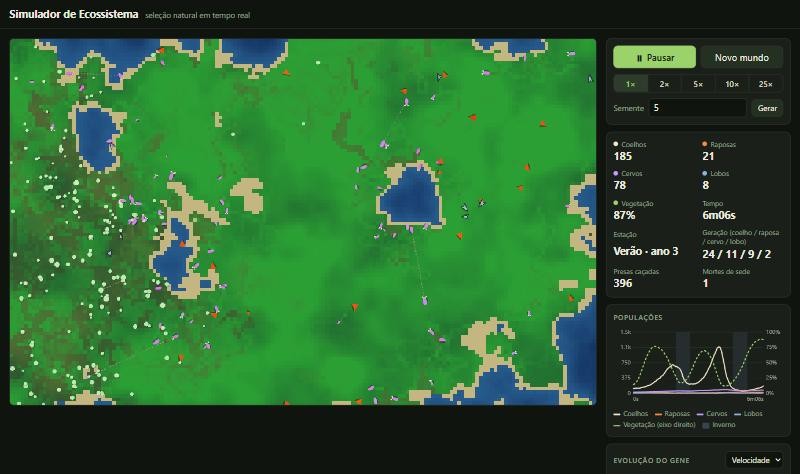 Simulador de Ecossistema seleção natural em tempo real
Pausar Novo mundo
1× 2× 5× 10× 25×
Semente 5 Gerar
Coelhos Raposas
185 21
Cervos Lobos
78 8
Vegetação Tempo
87% 6m06s
Estação Geração (coelho / raposa / cervo / lobo)
Verão · ano 3 24 / 11 / 9 / 2
Presas caçadas Mortes de sede
396 1
POPULAÇÕES
1.5k 100%
1.1k 75%
750 50%
375 25%
0 0%
0s 6m06s
Coelhos Raposas Cervos Lobos
Vegetação (eixo direito) Inverno
EVOLUÇÃO DO GENE Velocidade